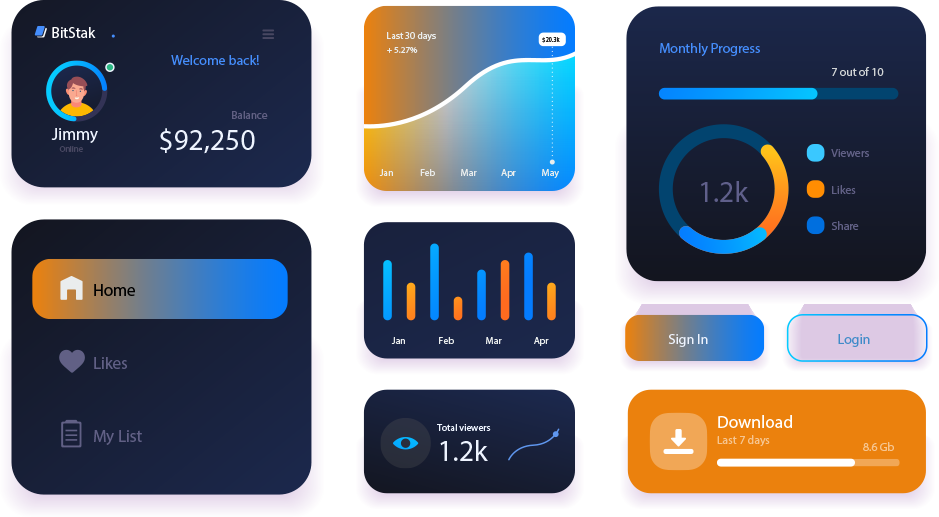 BitStak
Welcome back!
Jimmy
Online
Balance
$92,250
Home
Likes
My List
Last 30 days
+ 5.27%
$20.3k
Jan Feb Mar Apr May
Jan Feb Mar Apr
Total viewers
1.2k
Monthly Progress
7 out of 10
1.2k
Viewers
Likes
Share
Sign In
Login
Download
Last 7 days
8.6 Gb